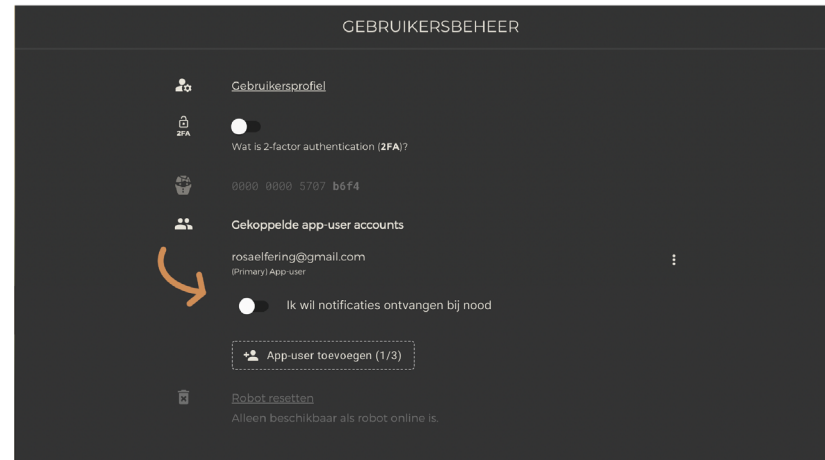 GEBRUIKERSBEHEER
Gebruikersprofiel
2FA
Wat is 2-factor authentication (2FA)?
0000 0000 5707 b6f4
Gekoppelde app-user accounts
rosaelfering@gmail.com
(Primary) App-user
Ik wil notificaties ontvangen bij nood
App-user toevoegen (1/3)
Robot resetten
Alleen beschikbaar als robot online is.